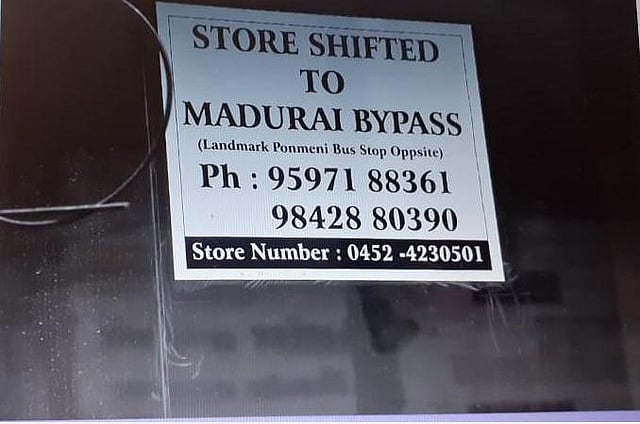 STORE SHIFTED
TO
MADURAI BYPASS
(Landmark Ponmeni Bus Stop Oppsite)
Ph : 95971 88361
98428 80390
Store Number : 0452 -4230501